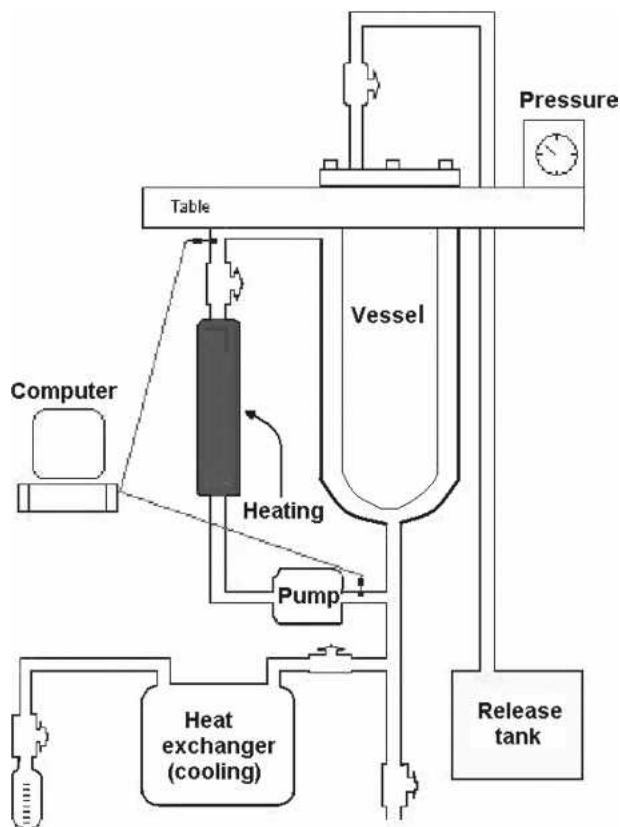 Pressure
Table
Vessel
Computer
Heating
Pump
Heat
exchanger
(cooling)
Release
tank